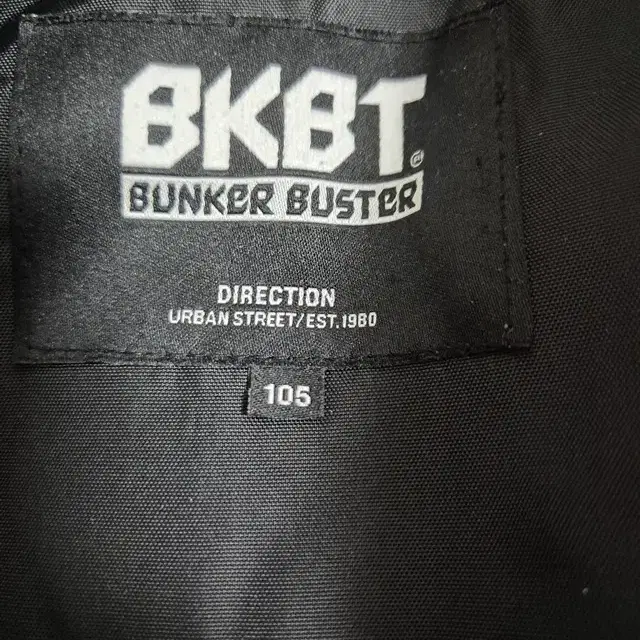 BKBT
BUNKER BUSTER
DIRECTION
URBAN STREET/EST.1980
105